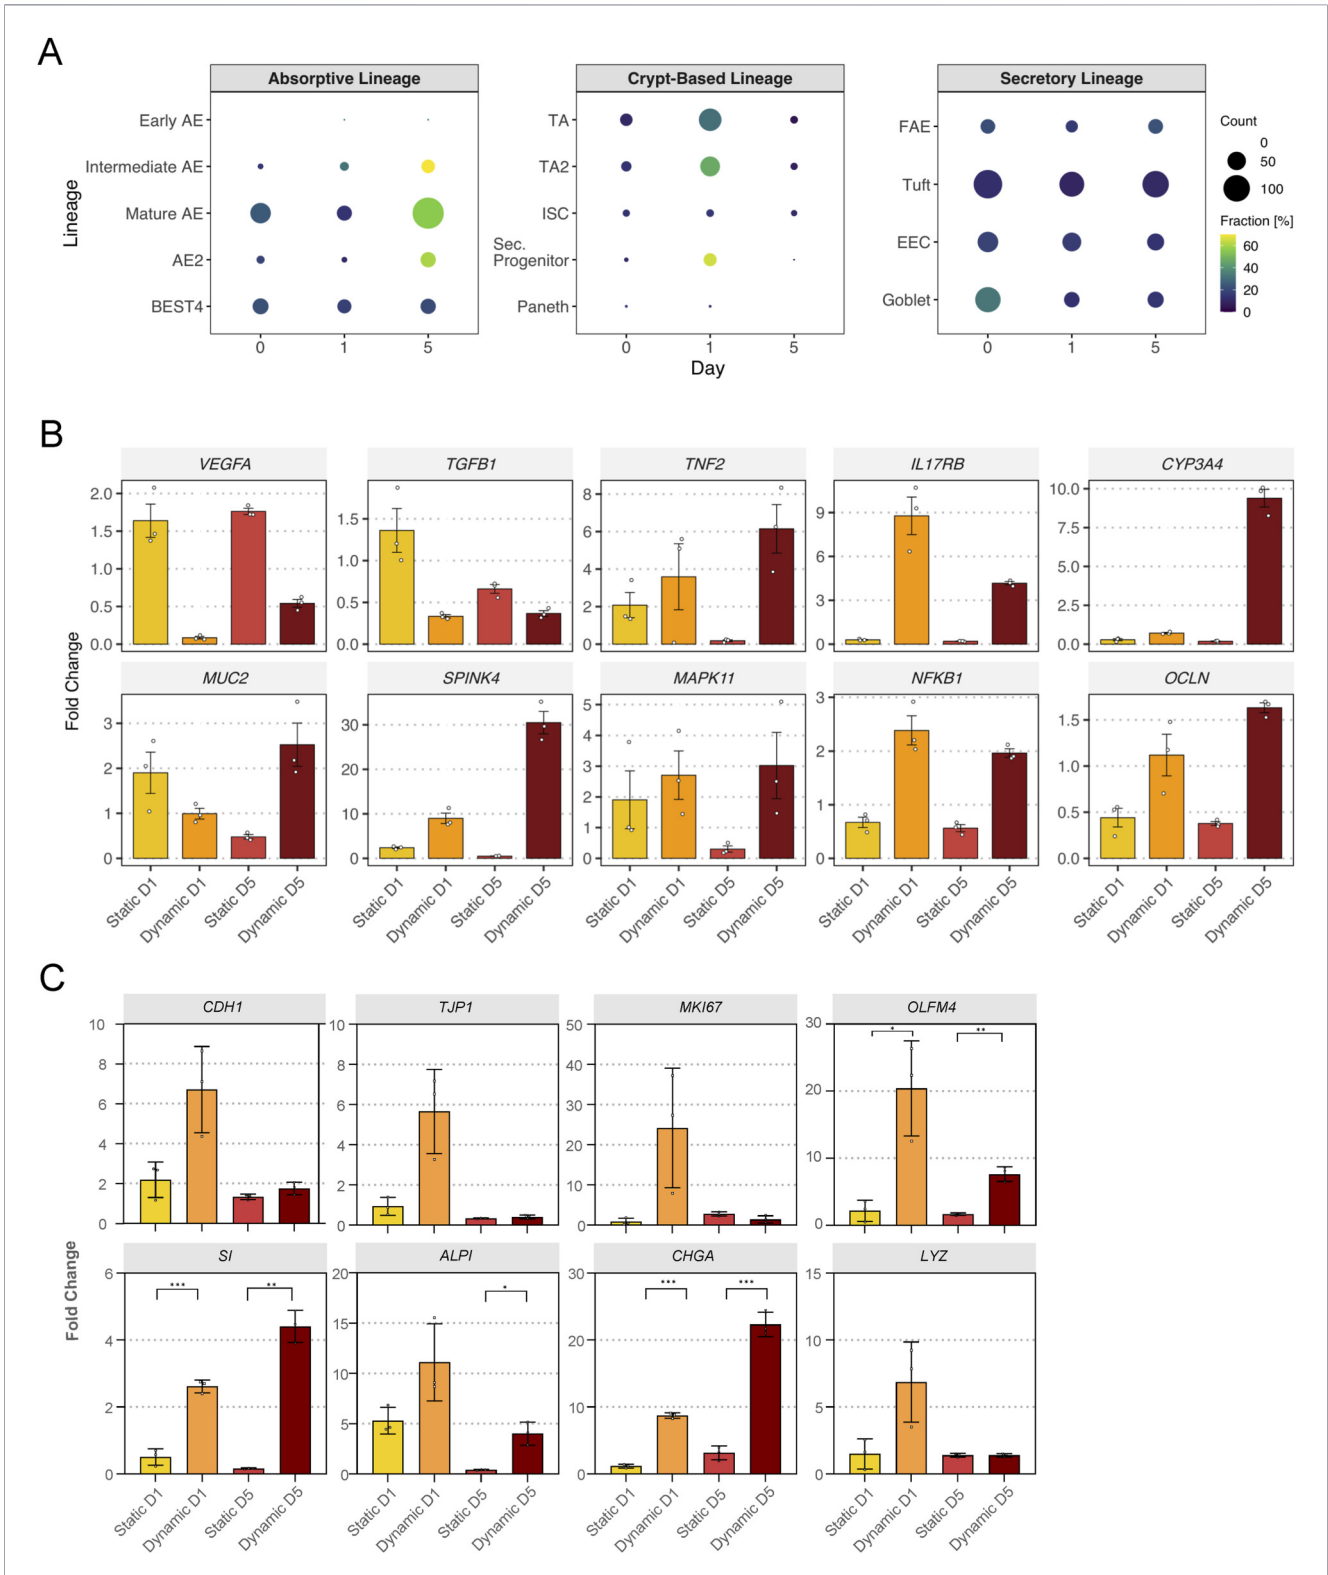 A
Absorptive Lineage
Crypt-Based Lineage
Secretory Lineage
Lineage
Early AE
Intermediate AE
Mature AE
AE2
BEST4
0 1 5
TA
TA2
ISC
Sec.
Progenitor
Paneth
0 1 5
Day
FAE
Tuft
EEC
Goblet
0 1 5
Count
0
50
100
Fraction [%]
60
40
20
0
B
Fold Change
VEGFA
2.0
1.5
1.0
0.5
0.0
TGFB1
1.5
1.0
0.5
0.0
TNF2
8
6
4
2
0
IL17RB
9
6
3
0
CYP3A4
10.0
7.5
5.0
2.5
0.0
MUC2
3
2
1
0
SPINK4
30
20
10
0
MAPK11
5
4
3
2
1
0
NFKB1
3
2
1
0
OCLN
1.5
1.0
0.5
0.0
Static D1 Dynamic D1 Static D5 Dynamic D5
Static D1 Dynamic D1 Static D5 Dynamic D5
Static D1 Dynamic D1 Static D5 Dynamic D5
Static D1 Dynamic D1 Static D5 Dynamic D5
Static D1 Dynamic D1 Static D5 Dynamic D5
C
Fold Change
CDH1
10
8
6
4
2
0
TJP1
10
8
6
4
2
0
MKI67
50
40
30
20
10
0
OLFM4
30
20
10
0
* **
SI
6
4
2
0
*** **
ALPI
20
15
10
5
0
*
CHGA
30
20
10
0
*** ***
LYZ
15
10
5
0
Static D1 Dynamic D1 Static D5 Dynamic D5
Static D1 Dynamic D1 Static D5 Dynamic D5
Static D1 Dynamic D1 Static D5 Dynamic D5
Static D1 Dynamic D1 Static D5 Dynamic D5